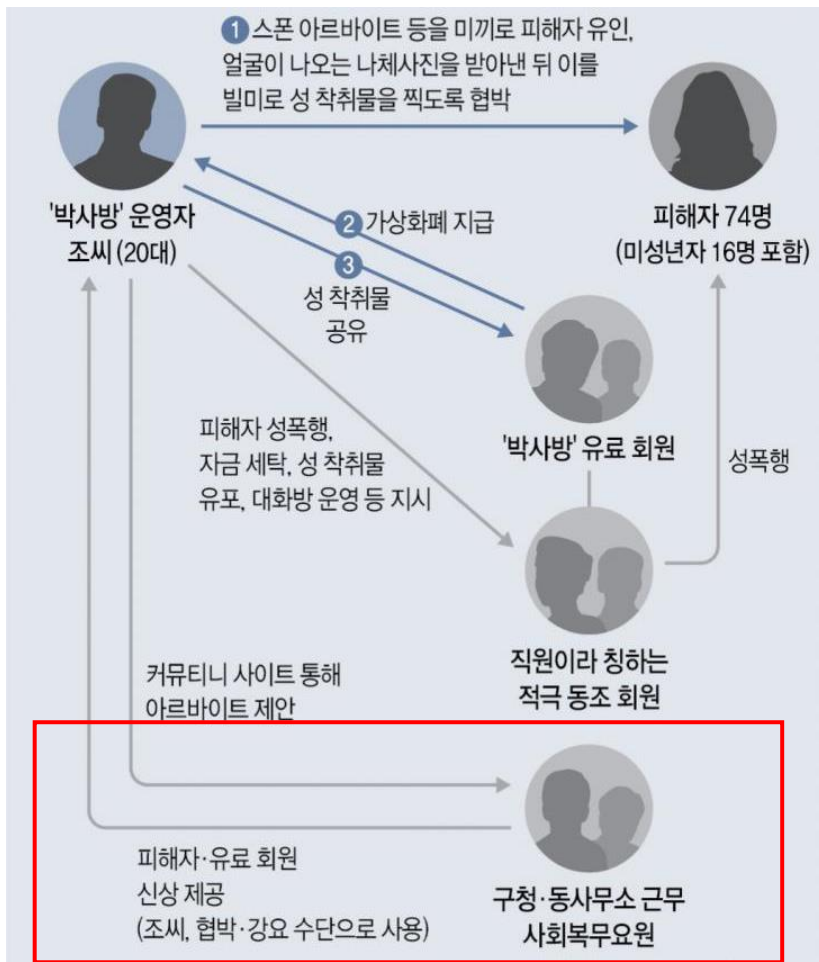 1 스폰 아르바이트 등을 미끼로 피해자 유인,
얼굴이 나오는 나체사진을 받아낸 뒤 이를
빌미로 성 착취물을 찍도록 협박
'박사방' 운영자
조씨 (20대)
피해자 74명
(미성년자 16명 포함)
2 가상화폐 지급
3
성 착취물
공유
'박사방' 유료 회원
피해자 성폭행,
자금 세탁, 성 착취물
유포, 대화방 운영 등 지시
성폭행
직원이라 칭하는
적극 동조 회원
커뮤티니 사이트 통해
아르바이트 제안
피해자·유료 회원
신상 제공
(조씨, 협박·강요 수단으로 사용)
구청·동사무소 근무
사회복무요원